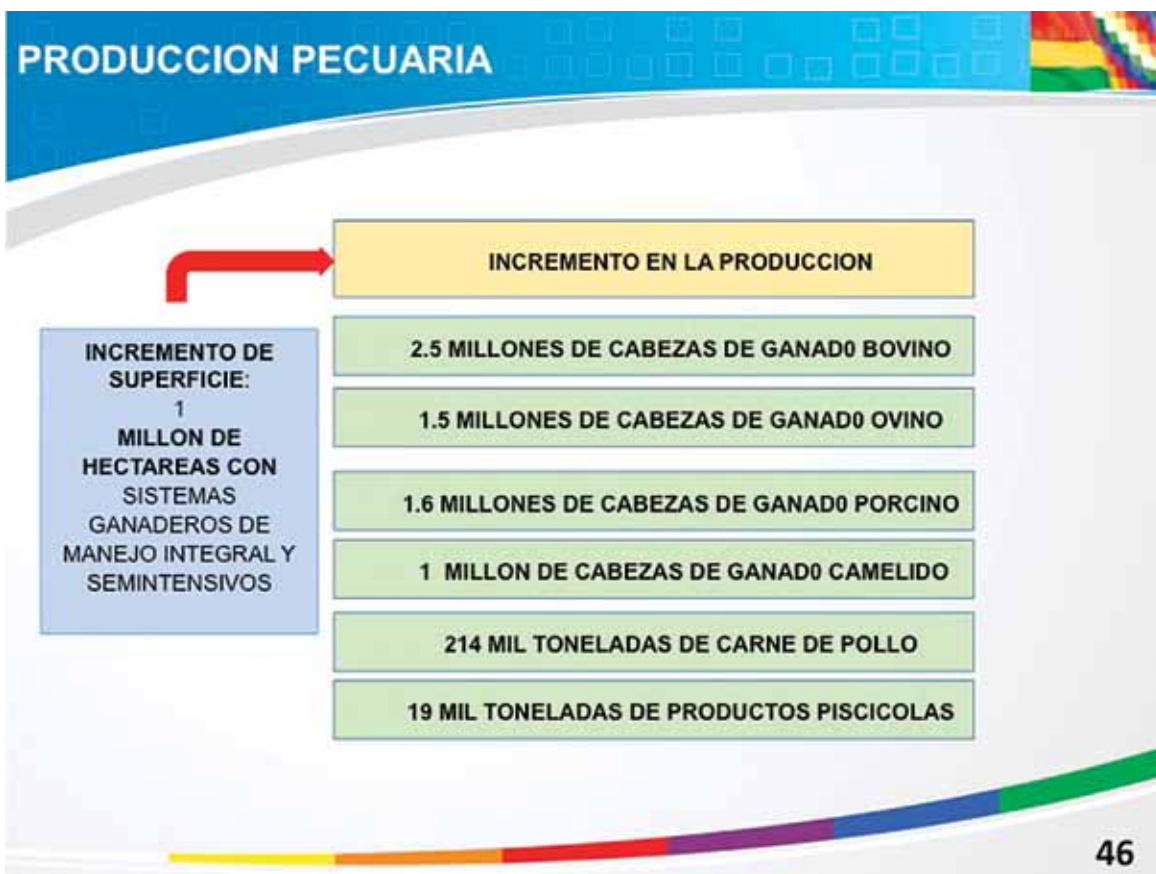 PRODUCCION PECUARIA
INCREMENTO EN LA PRODUCCION
INCREMENTO DE
SUPERFICIE:
1
MILLON DE
HECTAREAS CON
SISTEMAS
GANADEROS DE
MANEJO INTEGRAL Y
SEMINTENSIVOS
2.5 MILLONES DE CABEZAS DE GANAD0 BOVINO
1.5 MILLONES DE CABEZAS DE GANAD0 OVINO
1.6 MILLONES DE CABEZAS DE GANAD0 PORCINO
1 MILLON DE CABEZAS DE GANAD0 CAMELIDO
214 MIL TONELADAS DE CARNE DE POLLO
19 MIL TONELADAS DE PRODUCTOS PISCICOLAS
46